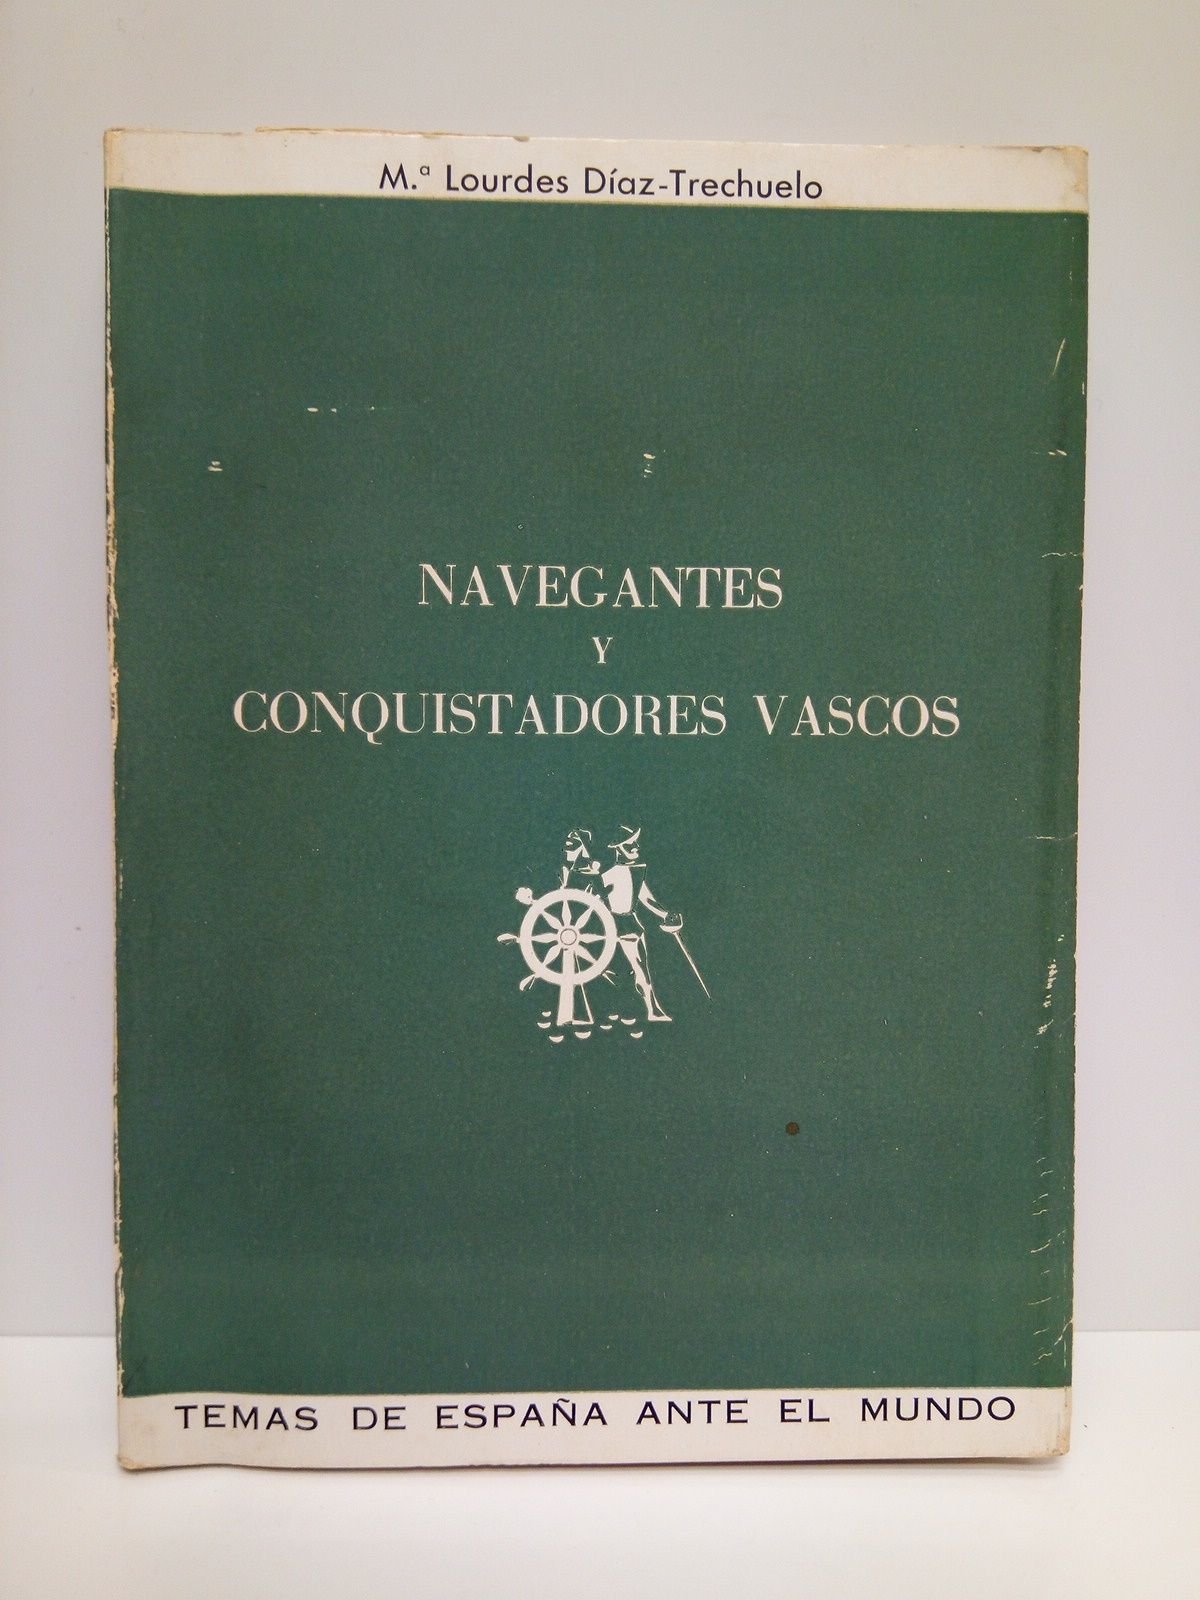 M.ª Lourdes Díaz-Trechuelo
NAVEGANTES
Y
CONQUISTADORES VASCOS
TEMAS DE ESPAÑA ANTE EL MUNDO